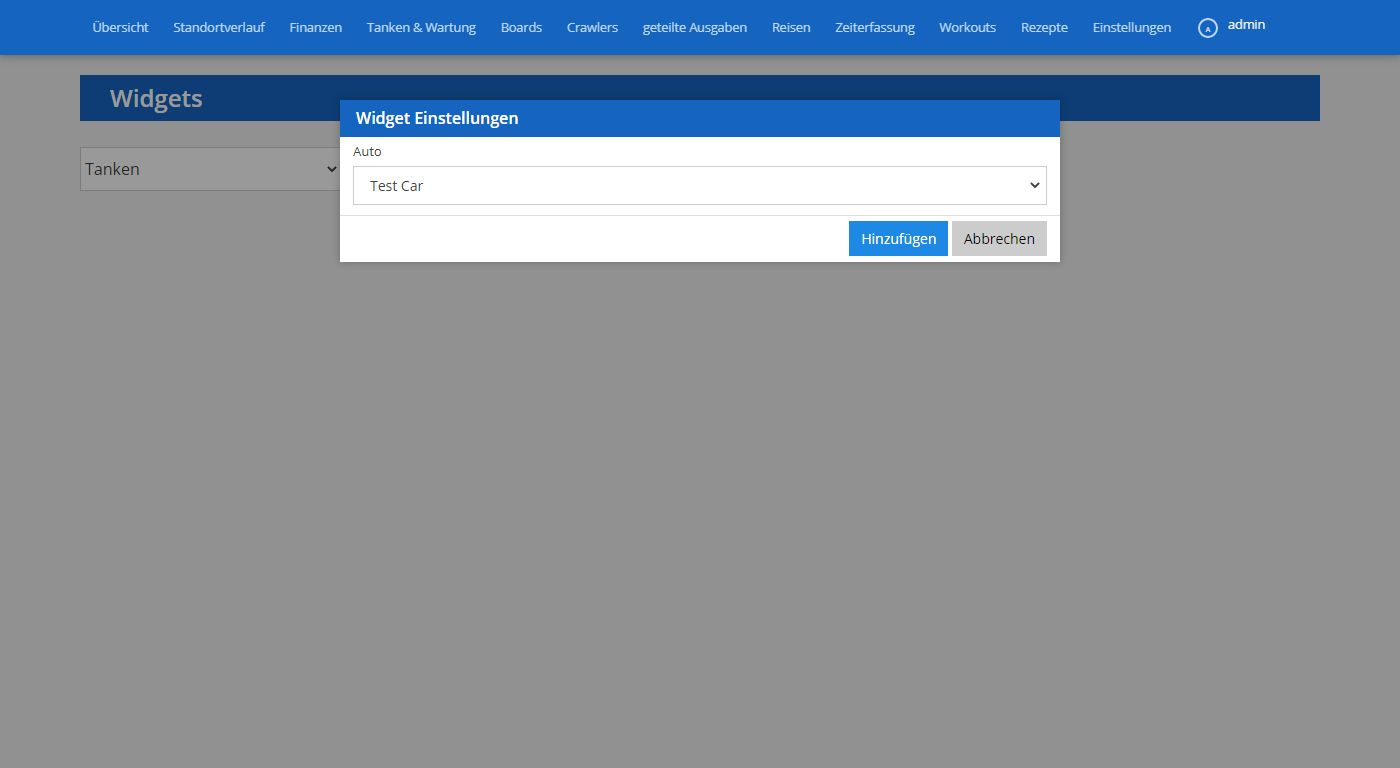 Übersicht Standortverlauf Finanzen Tanken & Wartung Boards Crawlers geteilte Ausgaben Reisen Zeiterfassung Workouts Rezepte Einstellungen A admin
Widgets
Widget Einstellungen
Auto
Tanken
Test Car
Hinzufügen Abbrechen